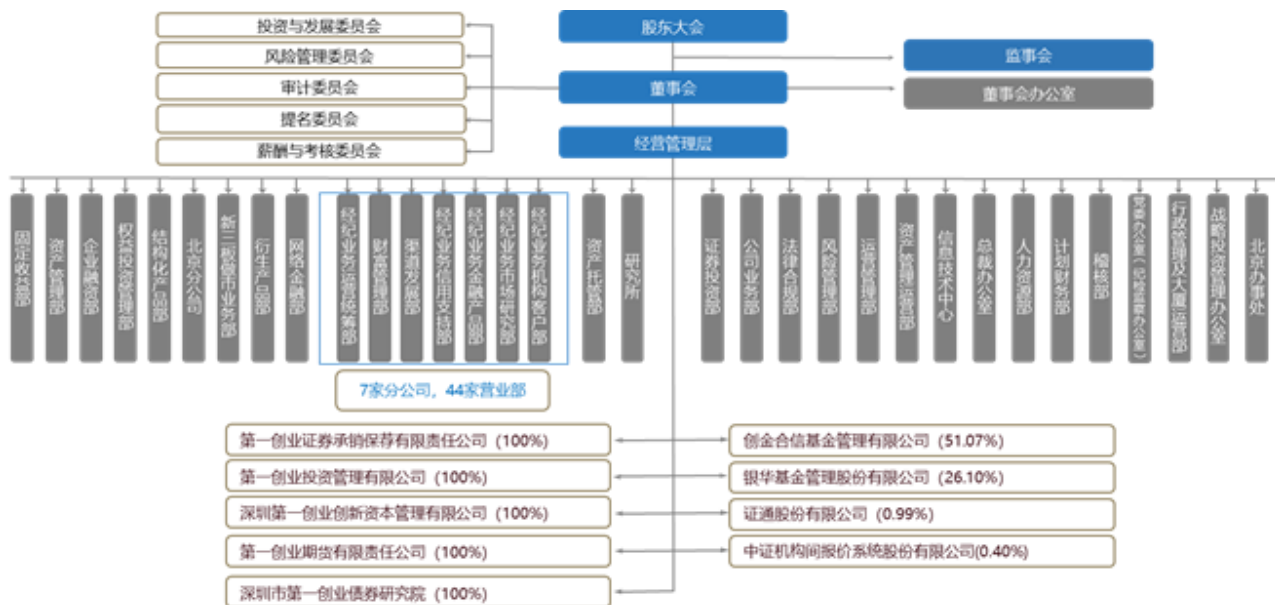 投资与发展委员会
风险管理委员会
审计委员会
提名委员会
薪酬与考核委员会
股东大会
董事会
经营管理层
监事会
董事会办公室
固定收益部
资产管理部
企业融资部
权益投资管理部
结构化产品部
北京分公司
新三板做市业务部
衍生产品部
网络金融部
经纪业务运营统筹部
财富管理部
渠道发展部
经纪业务信用支持部
经纪业务金融产品部
经纪业务市场研究部
经纪业务机构客户部
资产托管部
研究所
证券投资部
公司业务部
法律合规部
风险管理部
运营管理部
资产管理运营部
信息技术中心
总裁办公室
人力资源部
计划财务部
稽核部
党委办公室（纪检监察办公室）
行政管理及大厦运营部
战略投资管理办公室
北京办事处
7家分公司，44家营业部
第一创业证券承销保荐有限责任公司 (100%)
第一创业投资管理有限公司 (100%)
深圳第一创业创新资本管理有限公司 (100%)
第一创业期货有限责任公司 (100%)
深圳市第一创业债券研究院 (100%)
创金合信基金管理有限公司 (51.07%)
银华基金管理股份有限公司 (26.10%)
证通股份有限公司 (0.99%)
中证机构间报价系统股份有限公司(0.40%)